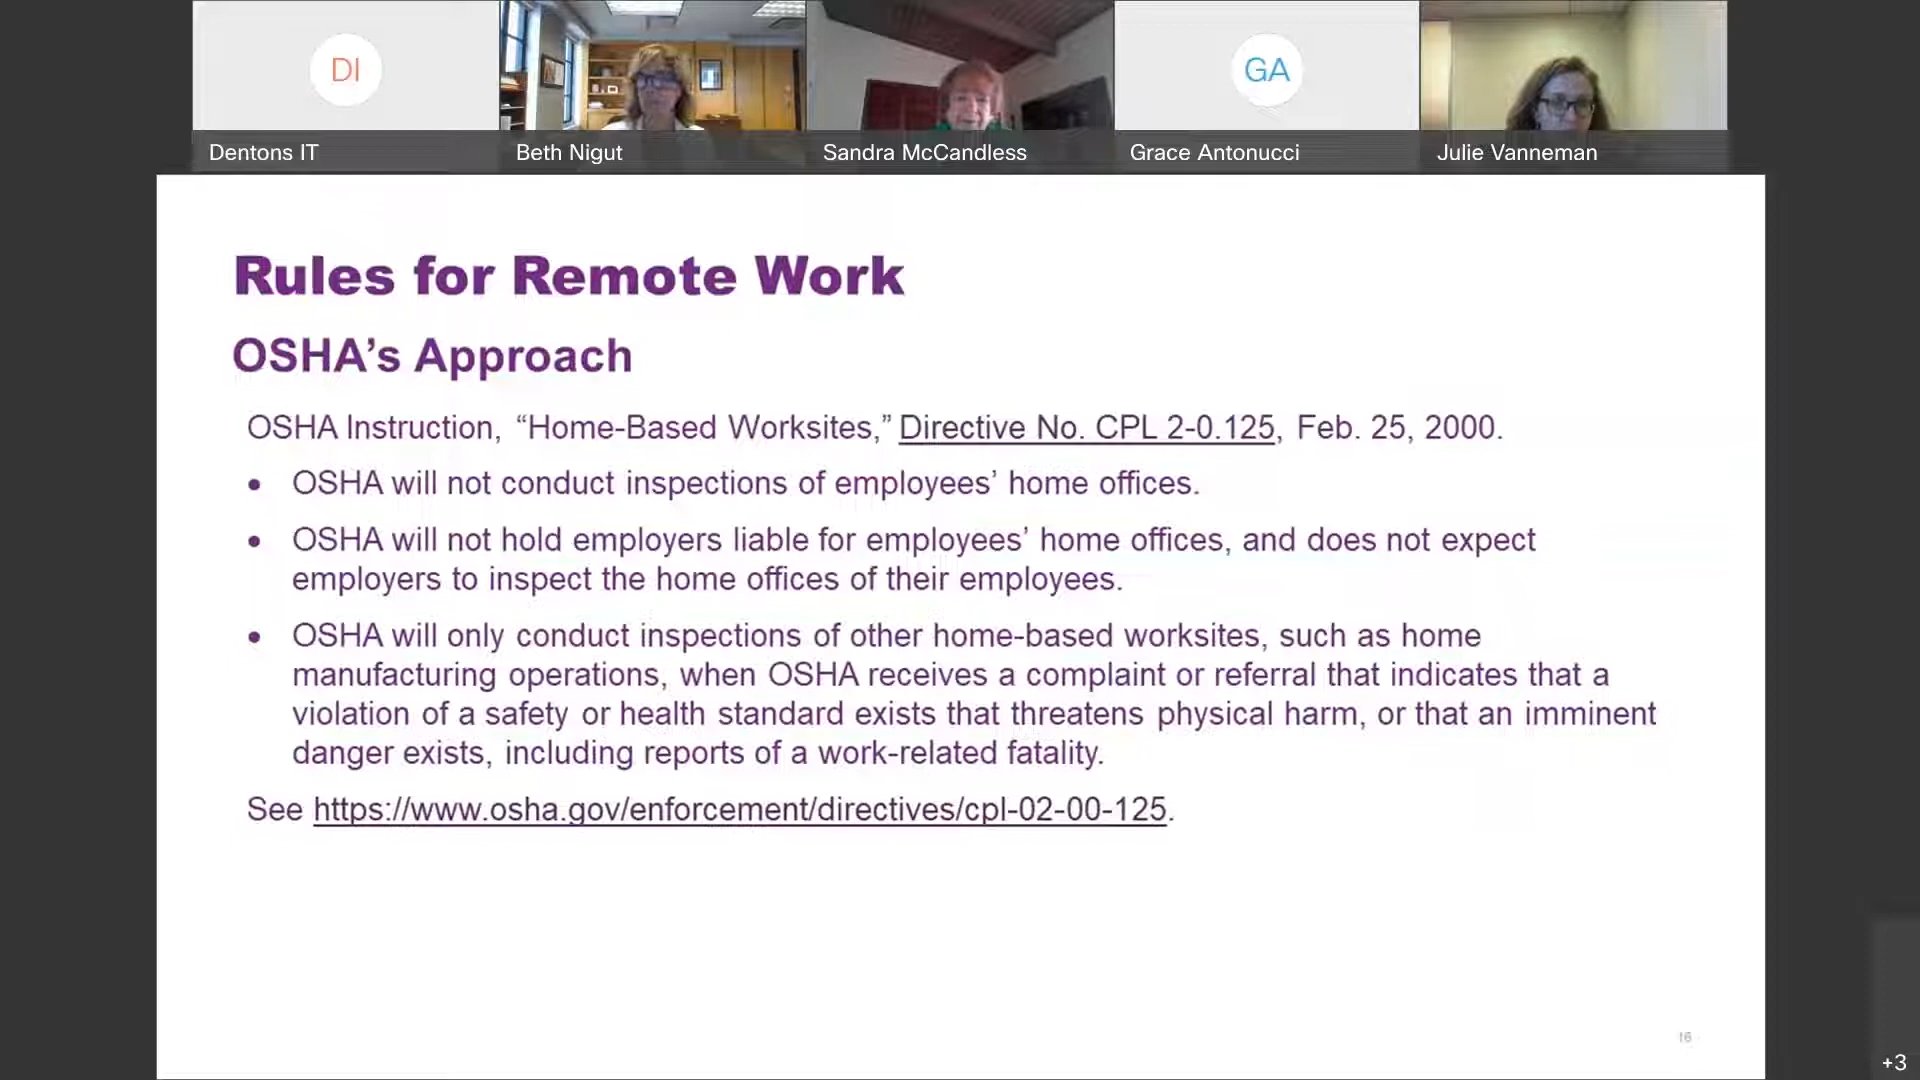 DI
GA
Dentons IT
Beth Nigut
Sandra McCandless
Grace Antonucci
Julie Vanneman
Rules for Remote Work
OSHA’s Approach
OSHA Instruction, “Home-Based Worksites,” Directive No. CPL 2-0.125, Feb. 25, 2000.
• OSHA will not conduct inspections of employees’ home offices.
• OSHA will not hold employers liable for employees’ home offices, and does not expect
employers to inspect the home offices of their employees.
• OSHA will only conduct inspections of other home-based worksites, such as home
manufacturing operations, when OSHA receives a complaint or referral that indicates that a
violation of a safety or health standard exists that threatens physical harm, or that an imminent
danger exists, including reports of a work-related fatality.
See https://www.osha.gov/enforcement/directives/cpl-02-00-125.
16
+3